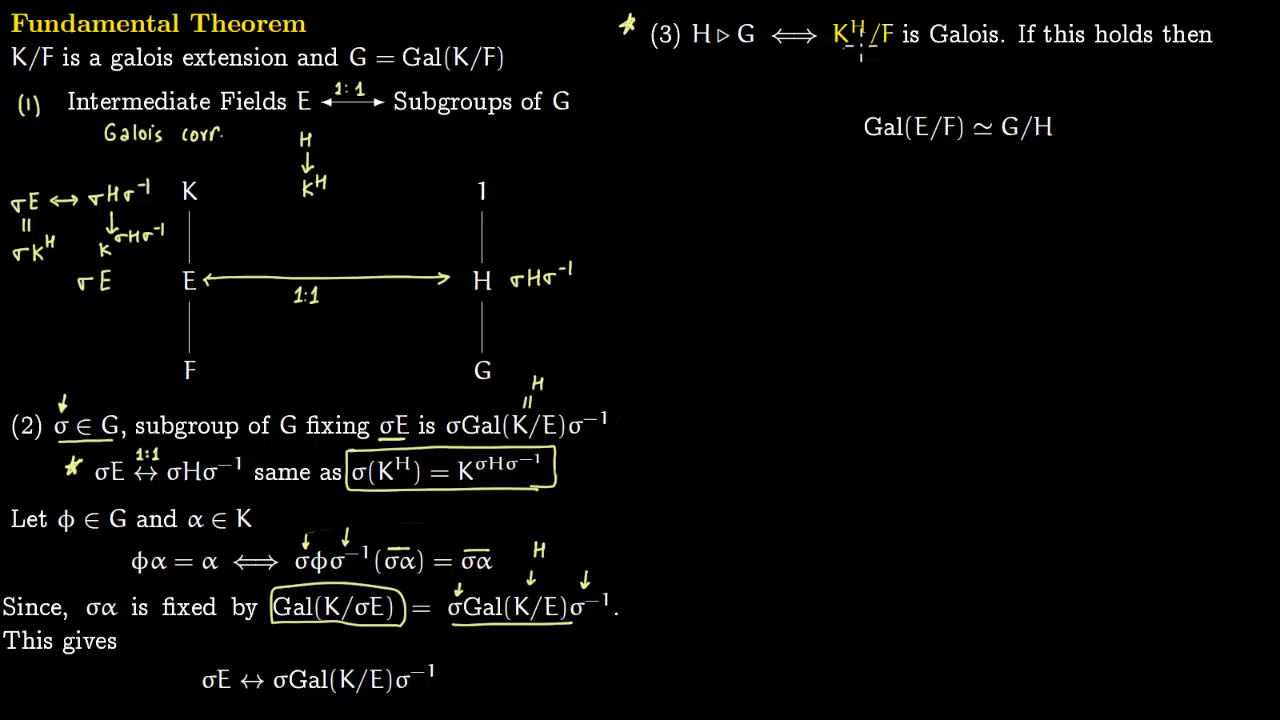 Fundamental Theorem
K/F is a galois extension and G = Gal(K/F)
(1) Intermediate Fields E ←1:1→ Subgroups of G
Galois corr.
H
↓
K^H
σE ↔ σHσ⁻¹
K
1
=
↓
σK^H
K^σHσ⁻¹
σE
E
1:1
H σHσ⁻¹
F
G
H
=
(2) σ ∈ G, subgroup of G fixing σE is σGal(K/E)σ⁻¹
1:1
* σE ↔ σHσ⁻¹ same as σ(K^H) = K^σHσ⁻¹
Let ϕ ∈ G and α ∈ K
ϕα = α ⟺ σϕσ⁻¹(σα) = σα
H
Since, σα is fixed by Gal(K/σE) = σGal(K/E)σ⁻¹.
This gives
σE ↔ σGal(K/E)σ⁻¹
* (3) H ▹ G ⟺ K^H/F is Galois. If this holds then
Gal(E/F) ≃ G/H